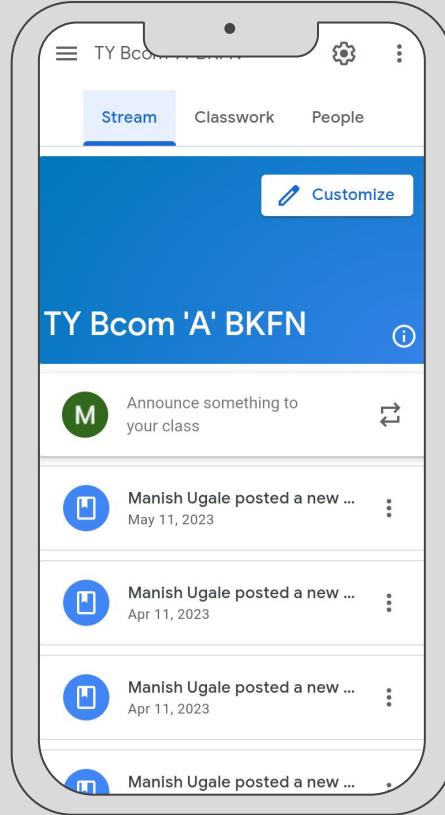 TY Bcom
Stream Classwork People
Customize
TY Bcom 'A' BKFN
M Announce something to
your class
Manish Ugale posted a new ...
May 11, 2023
Manish Ugale posted a new ...
Apr 11, 2023
Manish Ugale posted a new ...
Apr 11, 2023
Manish Ugale posted a new ...